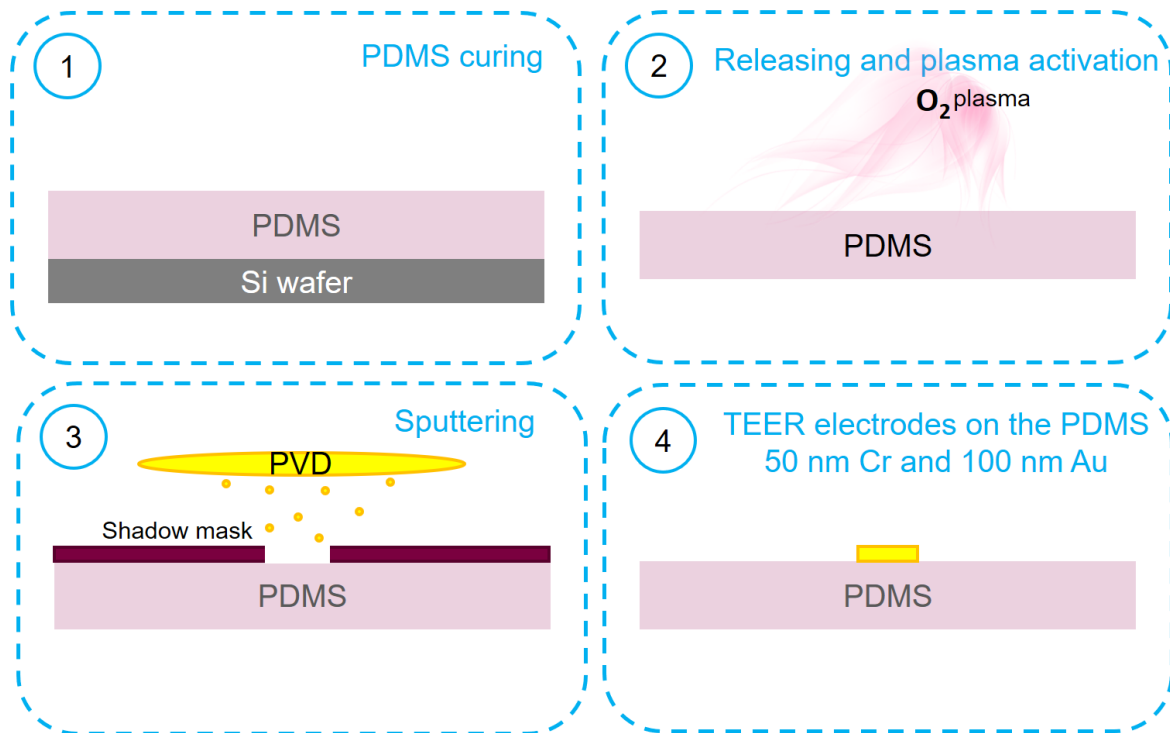 1
PDMS curing
PDMS
Si wafer
2
Releasing and plasma activation
O₂ plasma
PDMS
3
Sputtering
PVD
Shadow mask
PDMS
4
TEER electrodes on the PDMS
50 nm Cr and 100 nm Au
PDMS